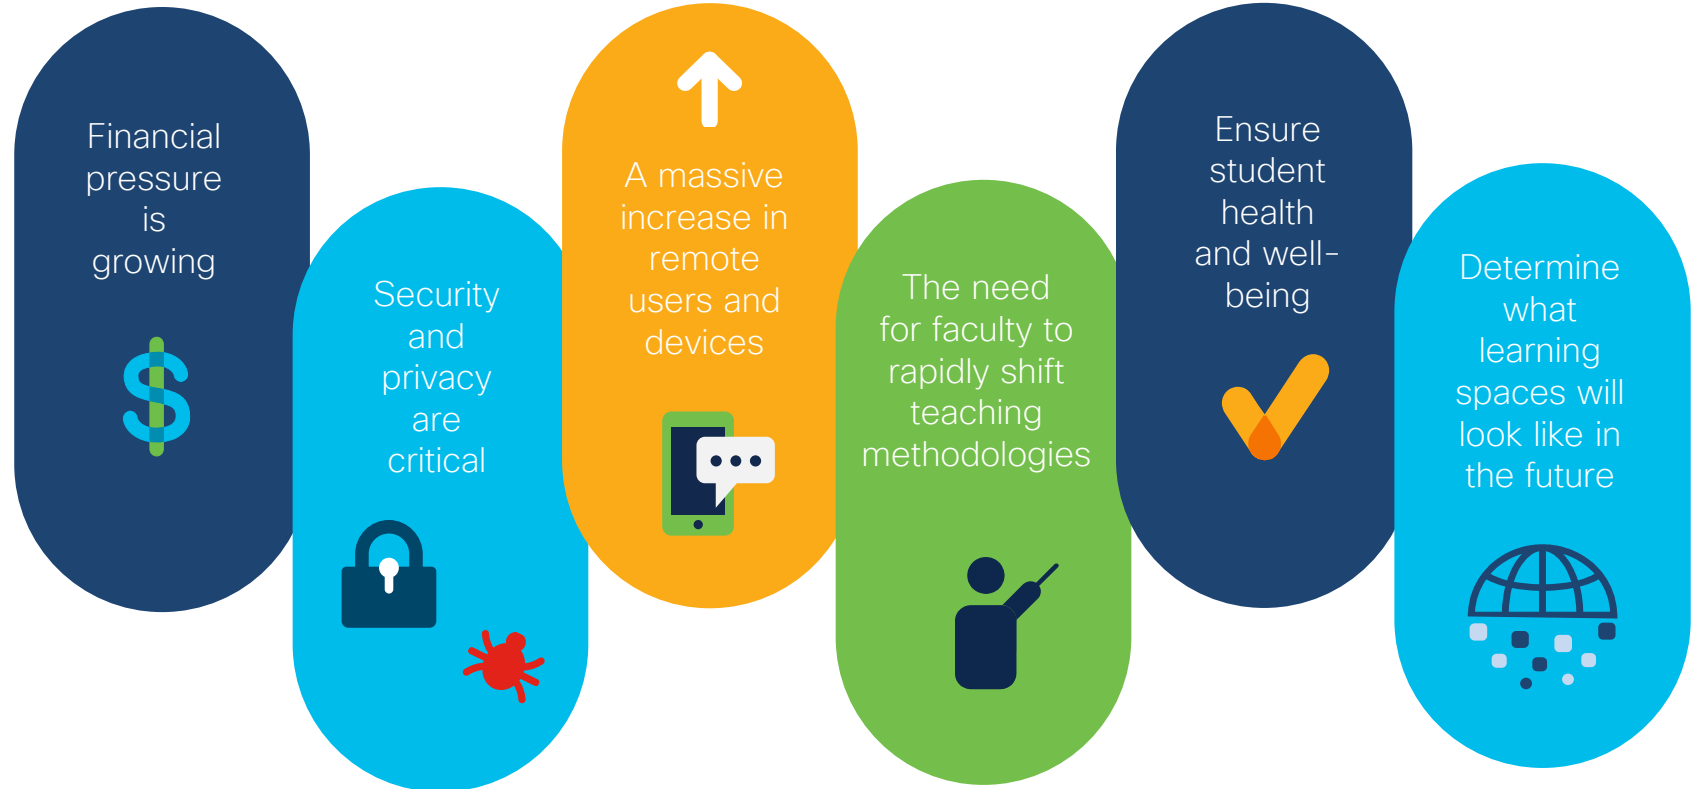 Financial
pressure
is
growing
Security
and
privacy
are
critical
A massive
increase in
remote
users and
devices
The need
for faculty to
rapidly shift
teaching
methodologies
Ensure
student
health
and well-
being
Determine
what
learning
spaces will
look like in
the future